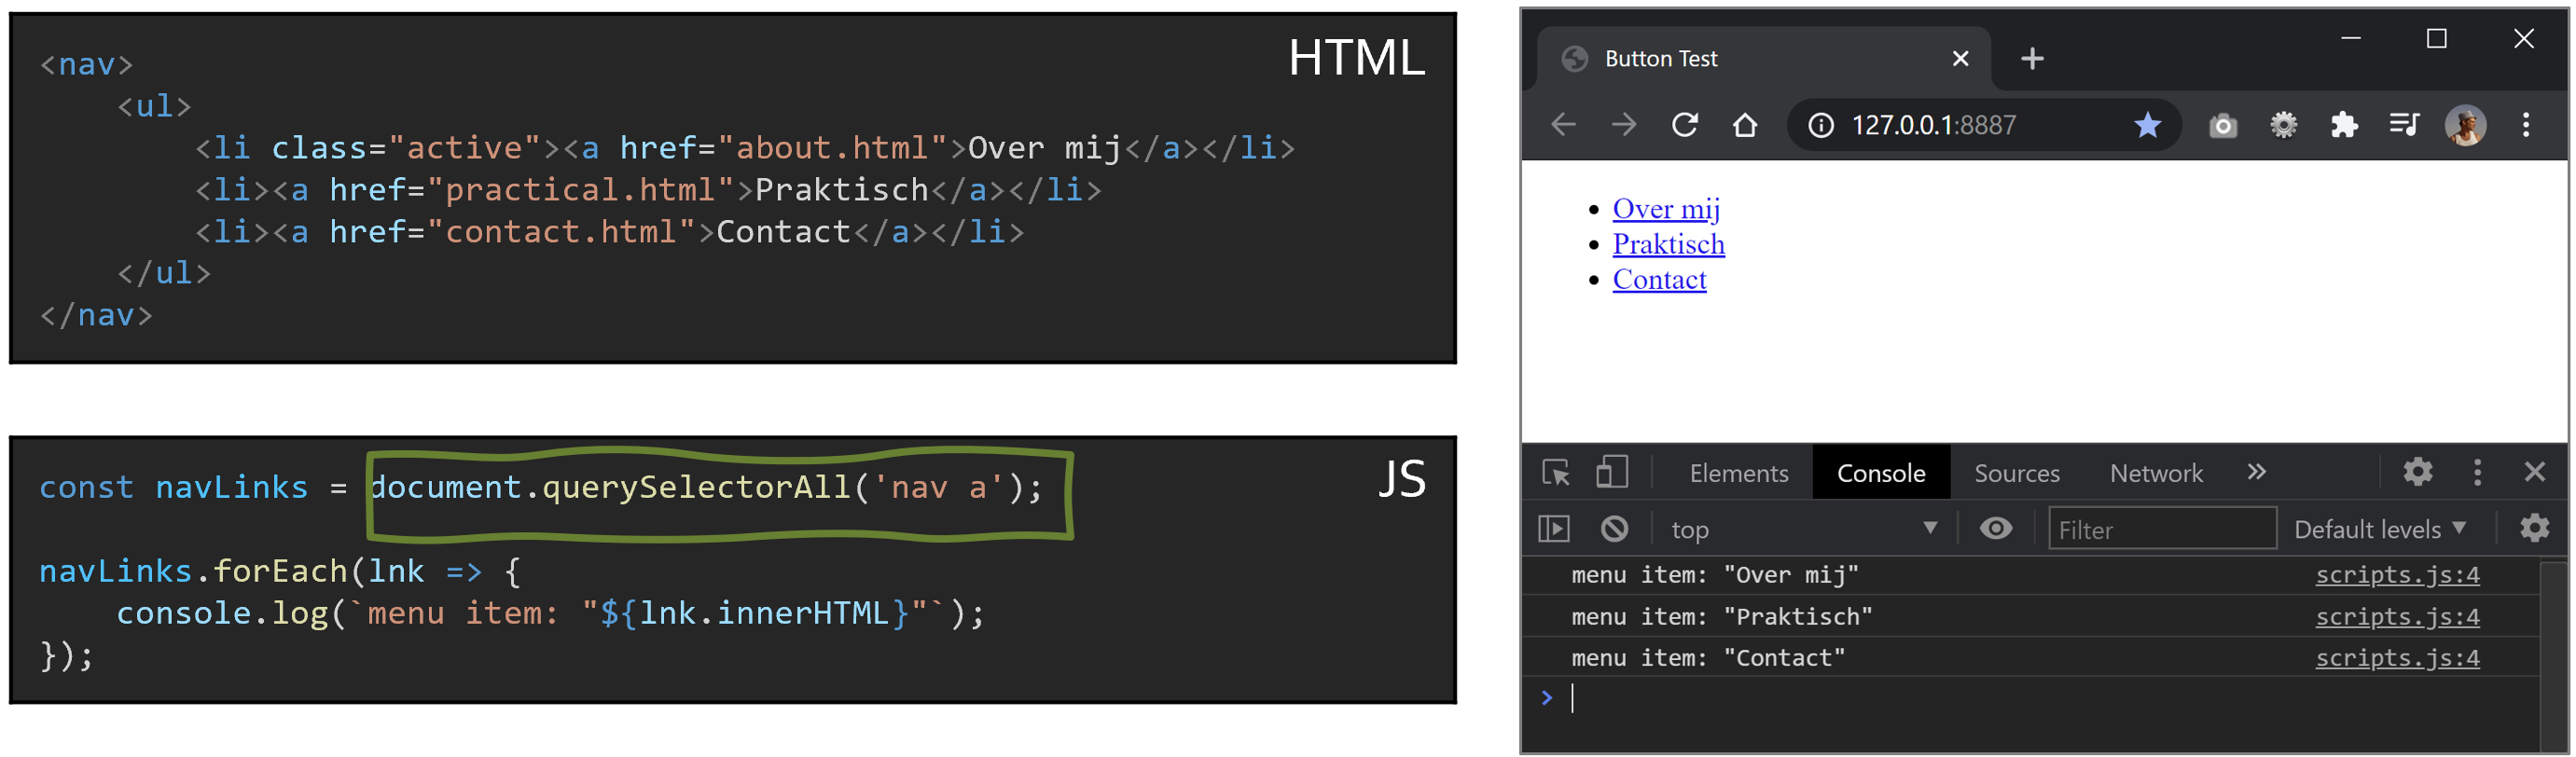 HTML
<nav>
    <ul>
        <li class="active"><a href="about.html">Over mij</a></li>
        <li><a href="practical.html">Praktisch</a></li>
        <li><a href="contact.html">Contact</a></li>
    </ul>
</nav>
JS
const navLinks = document.querySelectorAll('nav a');
navLinks.forEach(lnk => {
    console.log(`menu item: "${lnk.innerHTML}"`);
});
Button Test
127.0.0.1:8887
Over mij
Praktisch
Contact
Elements Console Sources Network »
top Filter Default levels
menu item: "Over mij" scripts.js:4
menu item: "Praktisch" scripts.js:4
menu item: "Contact" scripts.js:4
>